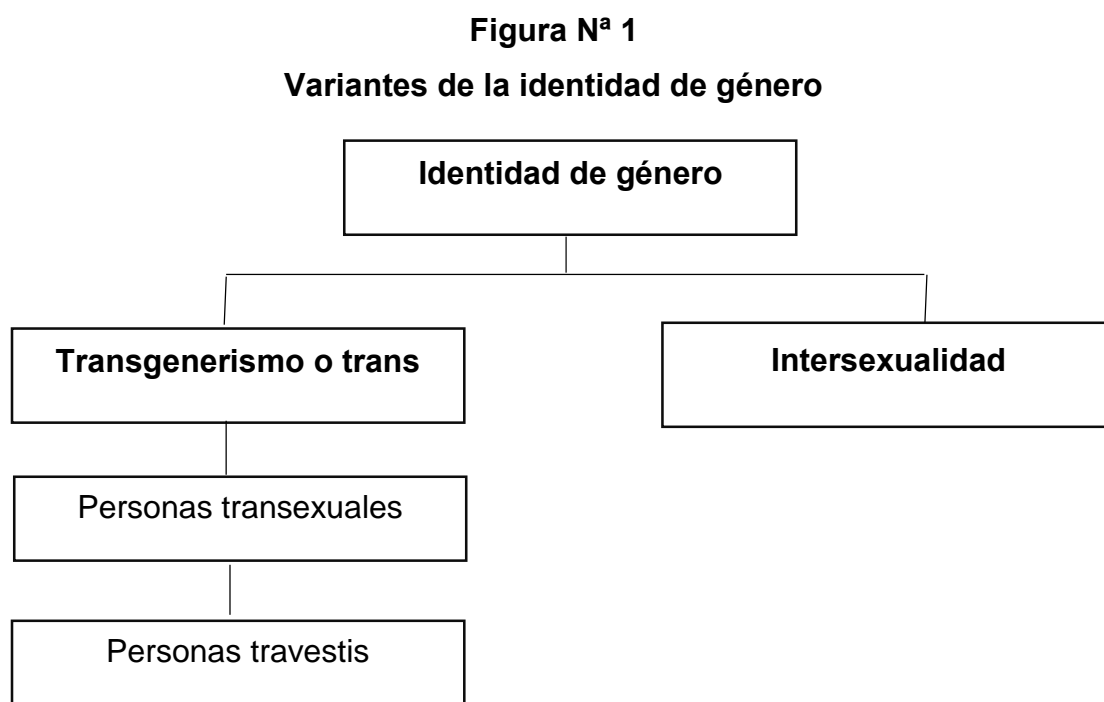 Figura Nª 1
Variantes de la identidad de género
Identidad de género
Transgenerismo o trans
Intersexualidad
Personas transexuales
Personas travestis